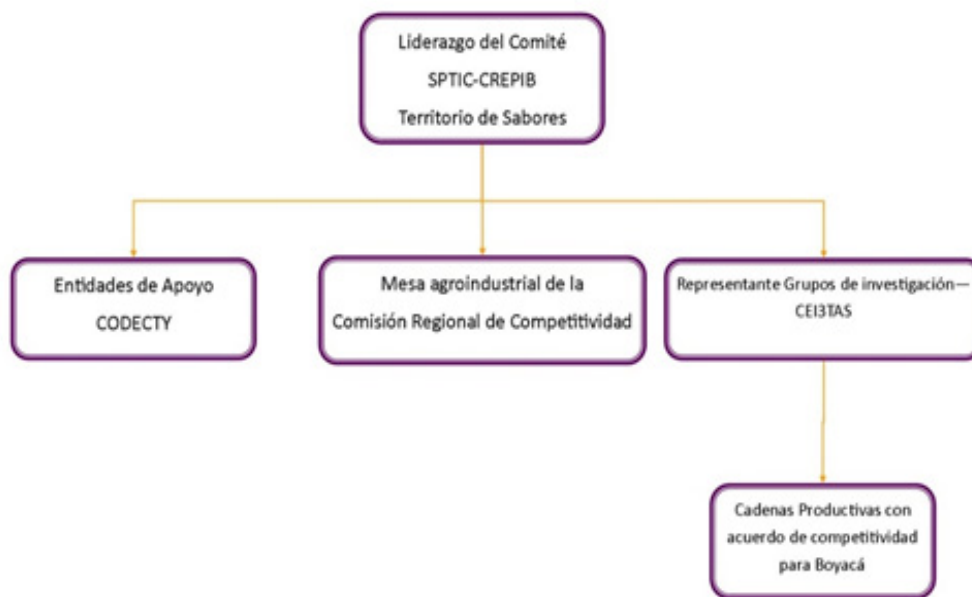 Liderazgo del Comité
SPTIC-CREPIB
Territorio de Sabores
Entidades de Apoyo
CODECTY
Mesa agroindustrial de la
Comisión Regional de Competitividad
Representante Grupos de investigación—
CEI3TAS
Cadenas Productivas con
acuerdo de competitividad
para Boyacá